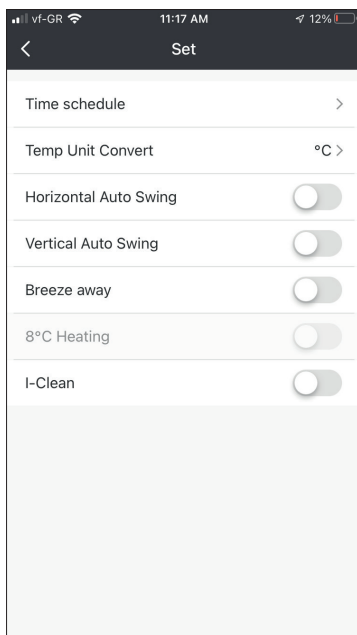 vf-GR 11:17 AM 12%
Set
Time schedule
Temp Unit Convert °C
Horizontal Auto Swing
Vertical Auto Swing
Breeze away
8°C Heating
I-Clean